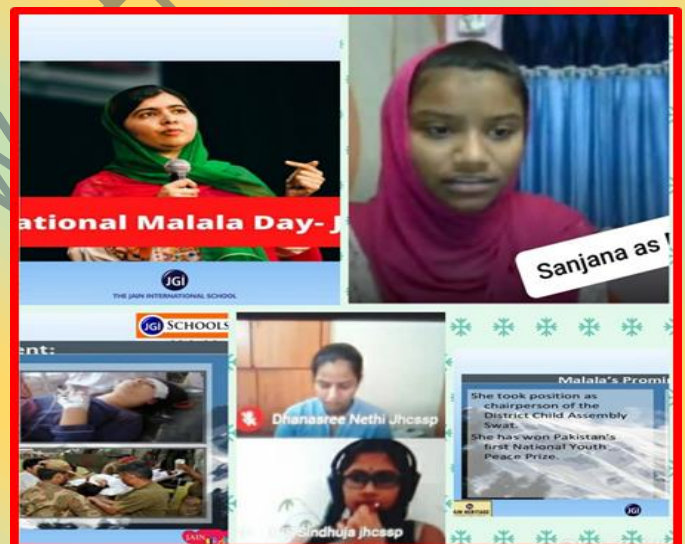 ational Malala Day- J
JGI
THE JAIN INTERNATIONAL SCHOOL
Sanjana as
JGI SCHOOLS
ent:
JAIN
Dhanasree Nethi Jhcssp
Sindhuja jhcssp
Malala's Promi
She took position as
chairperson of the
District Child Assembly
Swat.
She has won Pakistan's
first National Youth
Peace Prize.
JGI